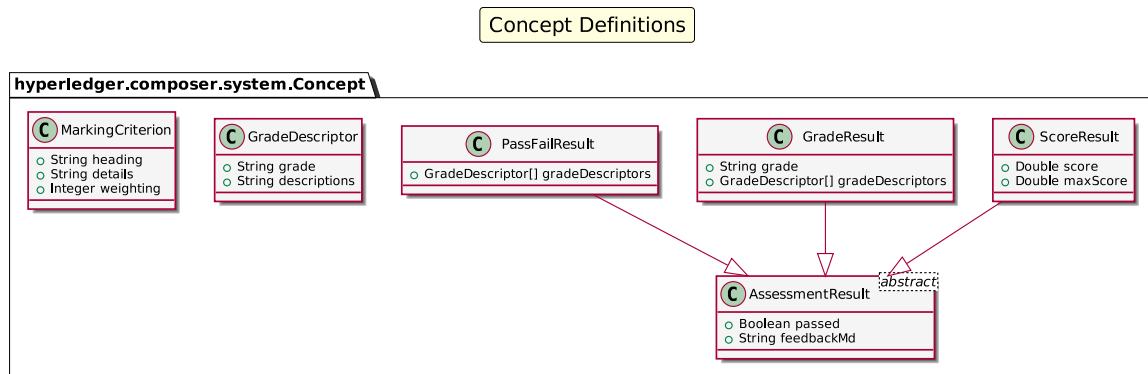 Concept Definitions
hyperledger.composer.system.Concept
C MarkingCriterion
String heading
String details
Integer weighting
C GradeDescriptor
String grade
String descriptions
C PassFailResult
GradeDescriptor[] gradeDescriptors
C GradeResult
String grade
GradeDescriptor[] gradeDescriptors
C ScoreResult
Double score
Double maxScore
C AssessmentResult abstract
Boolean passed
String feedbackMd